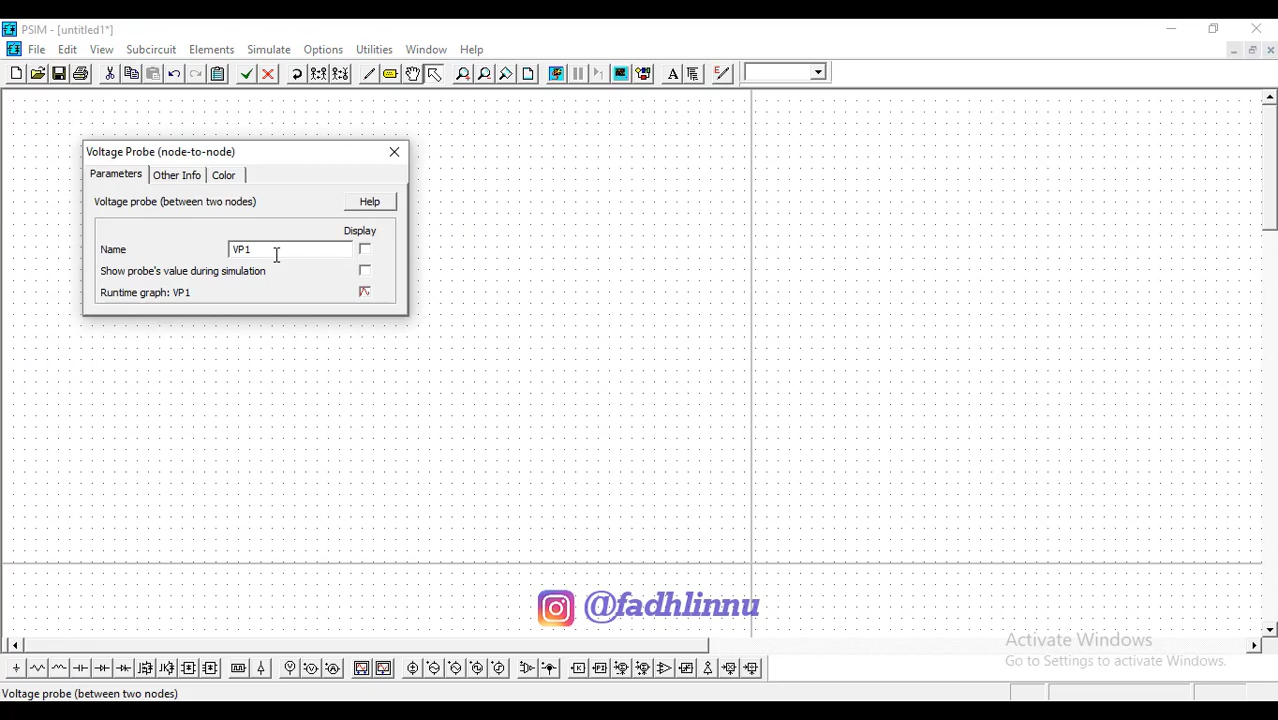 PSIM - [untitled1*]
File Edit View Subcircuit Elements Simulate Options Utilities Window Help
Voltage Probe (node-to-node)
Parameters Other Info Color
Voltage probe (between two nodes) Help
Display
Name VP1
Show probe's value during simulation
Runtime graph: VP1
@fadhlinnu
Activate Windows
Go to Settings to activate Windows.
Voltage probe (between two nodes)